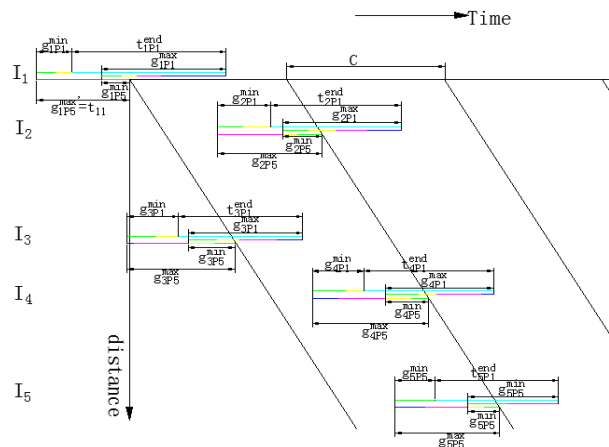 Time
g1P1min t1P1end C
g1P1max
I1
g1P5min
g1P5max=t11'
g2P1min t2P1end
g2P1max
I2
g2P5min
g2P5max
g3P1min t3P1end
g3P1max
I3
g3P5min
g3P5max
g4P1min t4P1end
g4P1max
I4
g4P5min
g4P5max
distance
g5P5min t5P1end
g5P5min
I5
g5P5min
g5P5max